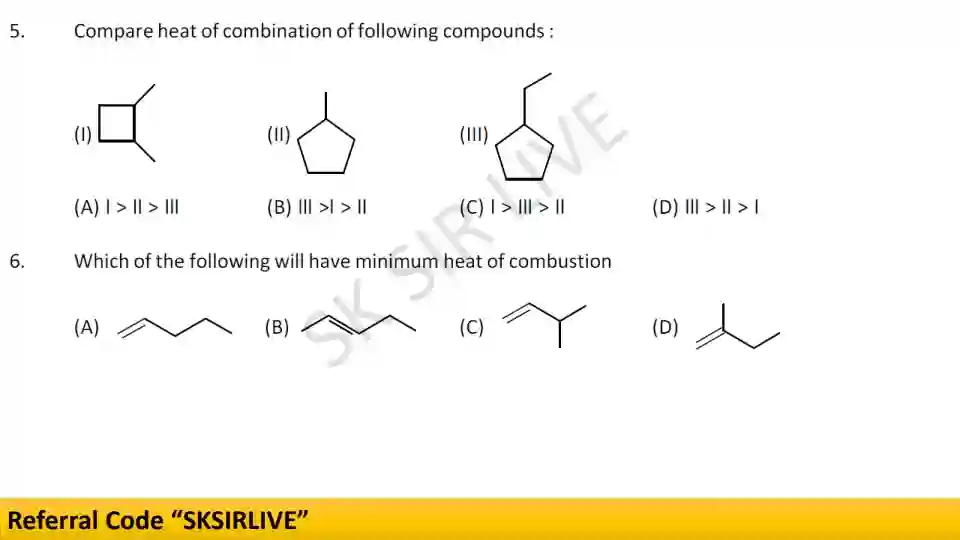 5. Compare heat of combination of following compounds :
(I) (II) (III)
(A) I > II > III (B) III >I > II (C) I > III > II (D) III > II > I
6. Which of the following will have minimum heat of combustion
(A) (B) (C) (D)
SK SIR LIVE
Referral Code “SKSIRLIVE”